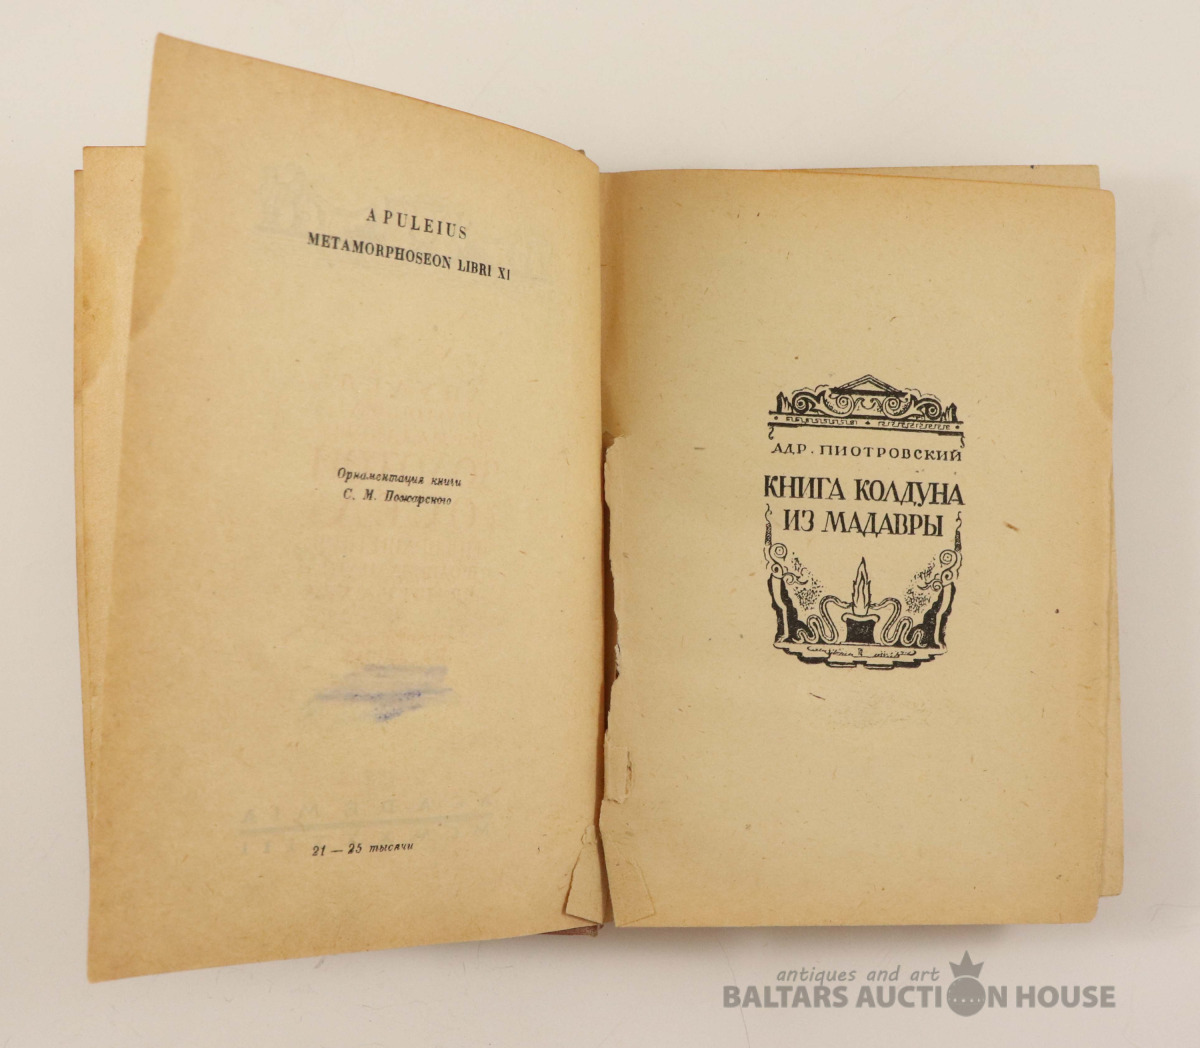 APULEIUS
METAMORPHOSEON LIBRI XI
Орнаментация книги
С. М. Пожарского
21 — 25 тысячи
АДР. ПИОТРОВСКИЙ
КНИГА КОЛДУНА
ИЗ МАДАВРЫ
antiques and art
BALTARS AUCTION HOUSE